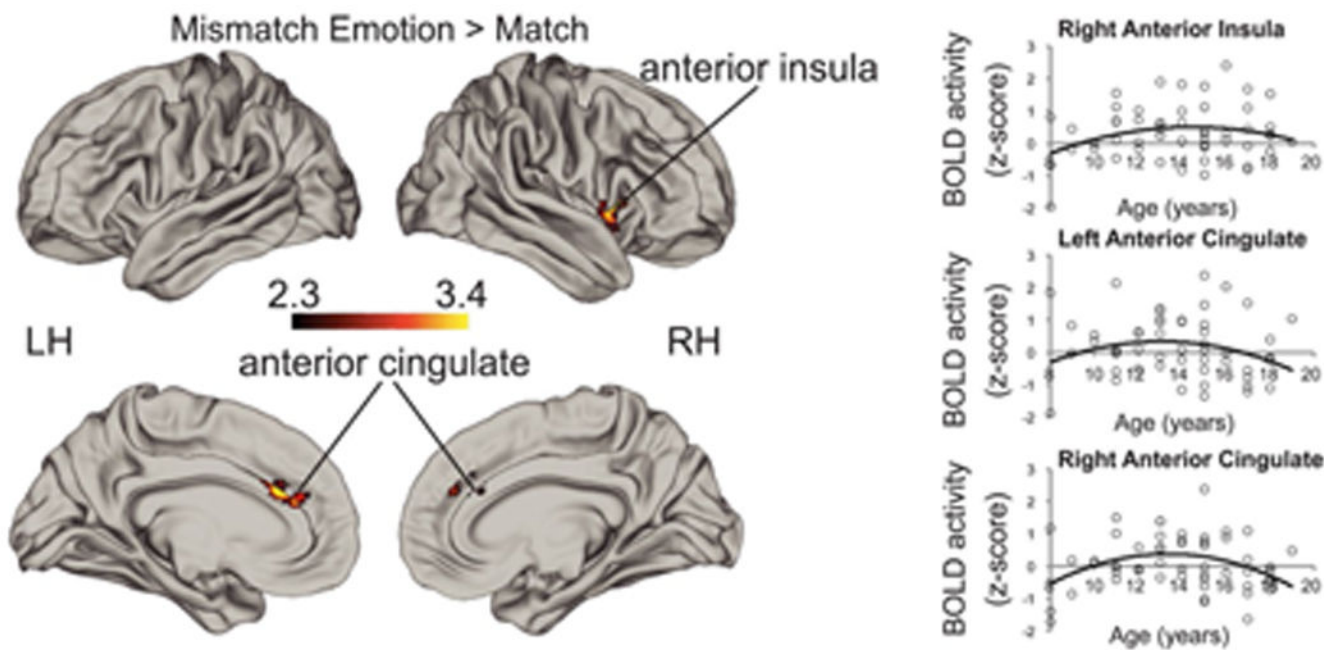 Mismatch Emotion > Match
anterior insula
2.3 3.4
LH
RH
anterior cingulate
Right Anterior Insula
BOLD activity
(z-score)
3
2
1
0
-1
-2
10 12 14 16 18 20
Age (years)
Left Anterior Cingulate
BOLD activity
(z-score)
3
2
1
0
-1
-2
10 12 14 16 18 20
Age (years)
Right Anterior Cingulate
BOLD activity
(z-score)
3
2
1
0
-1
-2
10 12 14 16 18 20
Age (years)